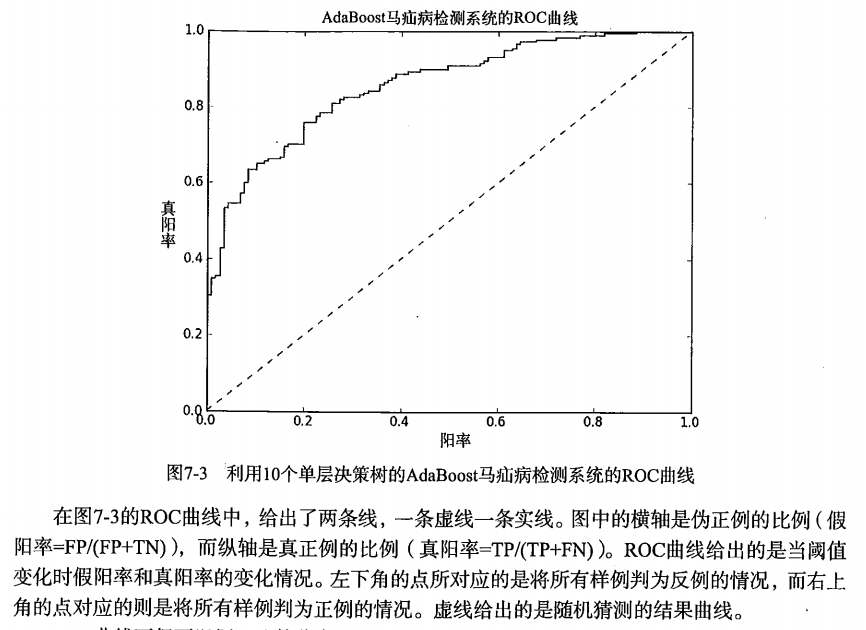 AdaBoost马疝病检测系统的ROC曲线
1.0
0.8
0.6
真阳率
0.4
0.2
0.0
0.0 0.2 0.4 0.6 0.8 1.0
阳率
图7-3 利用10个单层决策树的AdaBoost马疝病检测系统的ROC曲线
在图7-3的ROC曲线中，给出了两条线，一条虚线一条实线。图中的横轴是伪正例的比例（假
阳率=FP/(FP+TN)），而纵轴是真正例的比例（真阳率=TP/(TP+FN)）。ROC曲线给出的是当阈值
变化时假阳率和真阳率的变化情况。左下角的点所对应的是将所有样例判为反例的情况，而右上
角的点对应的则是将所有样例判为正例的情况。虚线给出的是随机猜测的结果曲线。